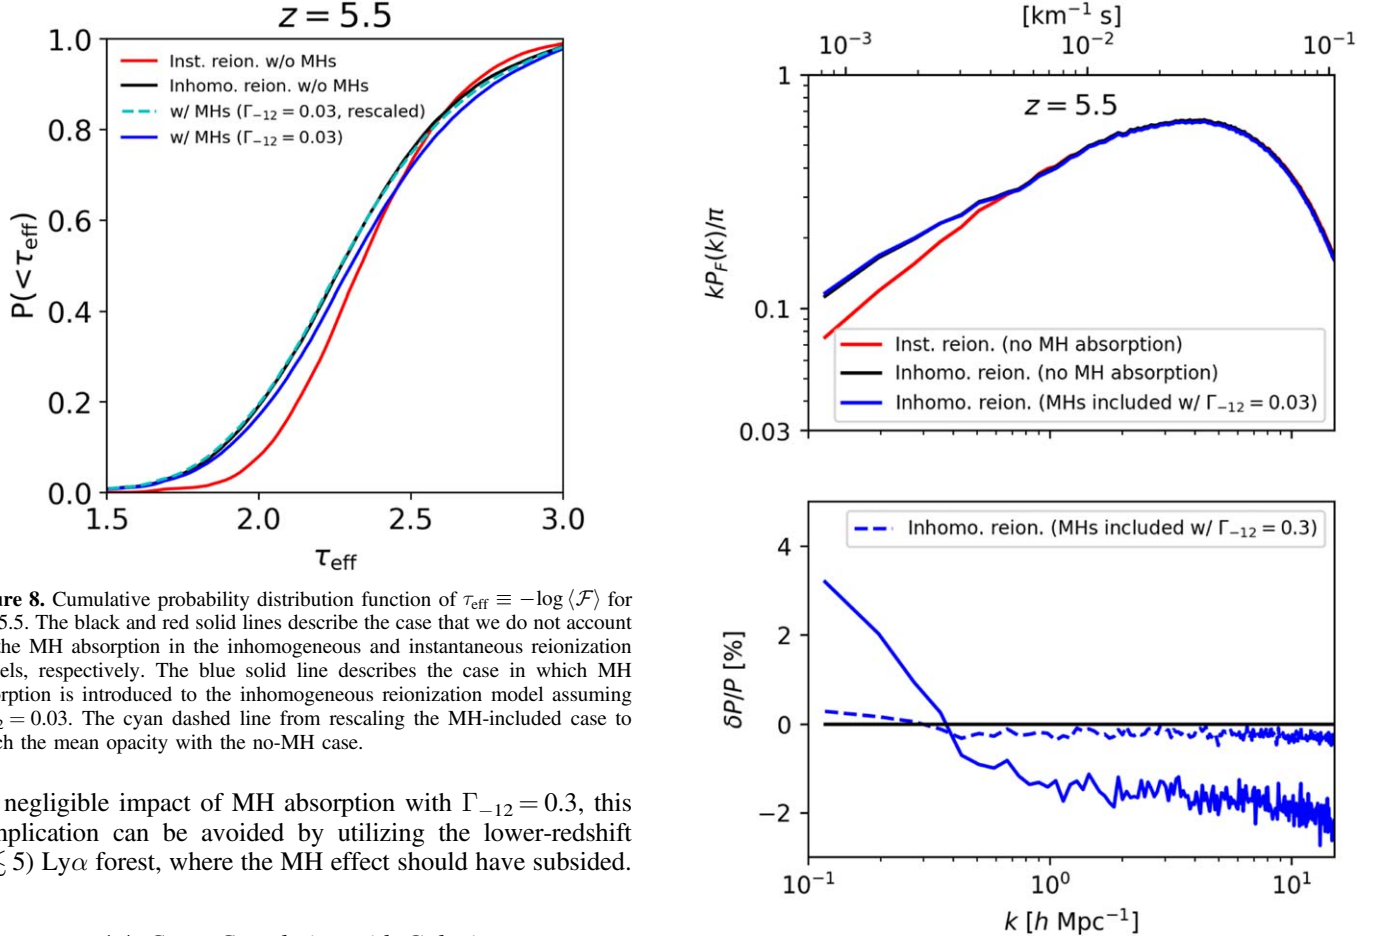 z = 5.5
1.0
0.8
0.6
0.4
0.2
0.0
P(<τ_eff)
Inst. reion. w/o MHs
Inhomo. reion. w/o MHs
w/ MHs (Γ₋₁₂ = 0.03, rescaled)
w/ MHs (Γ₋₁₂ = 0.03)
1.5 2.0 2.5 3.0
τ_eff
Figure 8. Cumulative probability distribution function of τ_eff ≡ −log ⟨F⟩ for
5.5. The black and red solid lines describe the case that we do not account
the MH absorption in the inhomogeneous and instantaneous reionization
respectively. The blue solid line describes the case in which MH
is introduced to the inhomogeneous reionization model assuming
= 0.03. The cyan dashed line from rescaling the MH-included case to
the mean opacity with the no-MH case.
negligible impact of MH absorption with Γ₋₁₂ = 0.3, this
can be avoided by utilizing the lower-redshift
≲ 5) Lyα forest, where the MH effect should have subsided.
[km⁻¹ s]
10⁻³ 10⁻² 10⁻¹
z = 5.5
1
0.1
0.03
kP_F(k)/π
Inst. reion. (no MH absorption)
Inhomo. reion. (no MH absorption)
Inhomo. reion. (MHs included w/ Γ₋₁₂ = 0.03)
Inhomo. reion. (MHs included w/ Γ₋₁₂ = 0.3)
4
2
0
−2
δP/P [%]
10⁻¹ 10⁰ 10¹
k [h Mpc⁻¹]